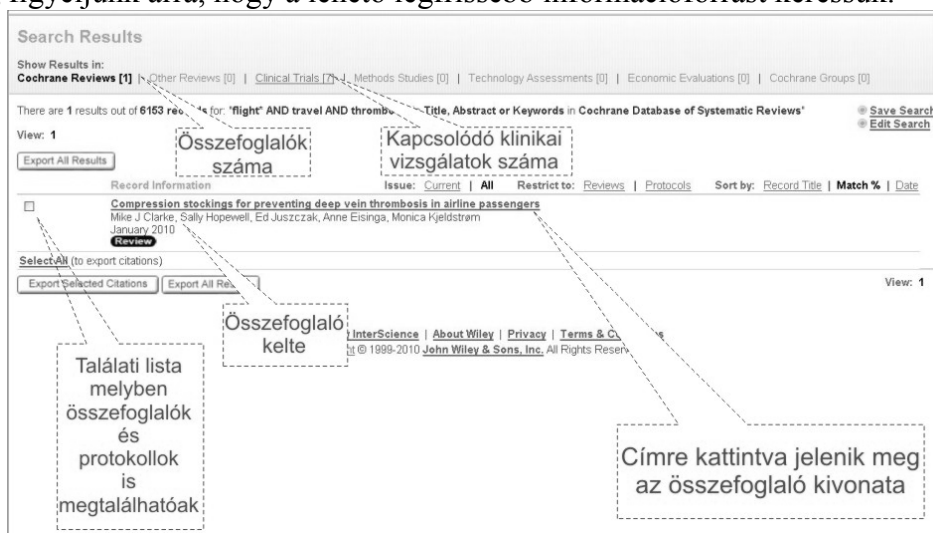 figyeljünk arra, hogy a lehető legfrissebb információforrást keressük.
Search Results
Show Results in:
Cochrane Reviews [1] | Other Reviews [0] | Clinical Trials [7] | Methods Studies [0] | Technology Assessments [0] | Economic Evaluations [0] | Cochrane Groups [0]
There are 1 results out of 6153 records for: "flight" AND travel AND thrombo Title, Abstract or Keywords in Cochrane Database of Systematic Reviews"
Save Search
Edit Search
View: 1
Összefoglalók
száma
Kapcsolódó klinikai
vizsgálatok száma
Export All Results
Record Information Issue: Current | All Restrict to: Reviews | Protocols Sort by: Record Title | Match % | Date
Compression stockings for preventing deep vein thrombosis in airline passengers
Mike J Clarke, Sally Hopewell, Ed Juszczak, Anne Eisinga, Monica Kjeldstrøm
January 2010
Review
Select All (to export citations)
Export Selected Citations Export All Re
View: 1
Összefoglaló
kelte
InterScience | About Wiley | Privacy | Terms & C
© 1999-2010 John Wiley & Sons, Inc. All Rights Reser
Találati lista
melyben
összefoglalók
és
protokollok
is
megtalálhatóak
Címre kattintva jelenik meg
az összefoglaló kivonata